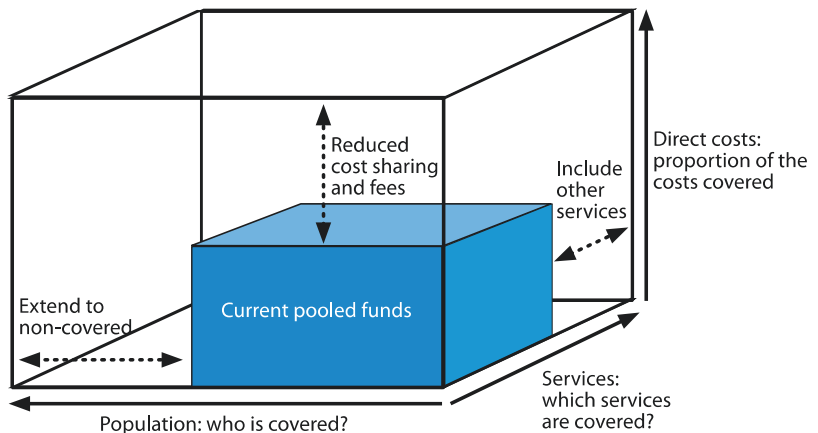 Reduced
cost sharing
and fees
Include
other
services
Direct costs:
proportion of the
costs covered
Extend to
non-covered
Current pooled funds
Services:
which services
are covered?
Population: who is covered?